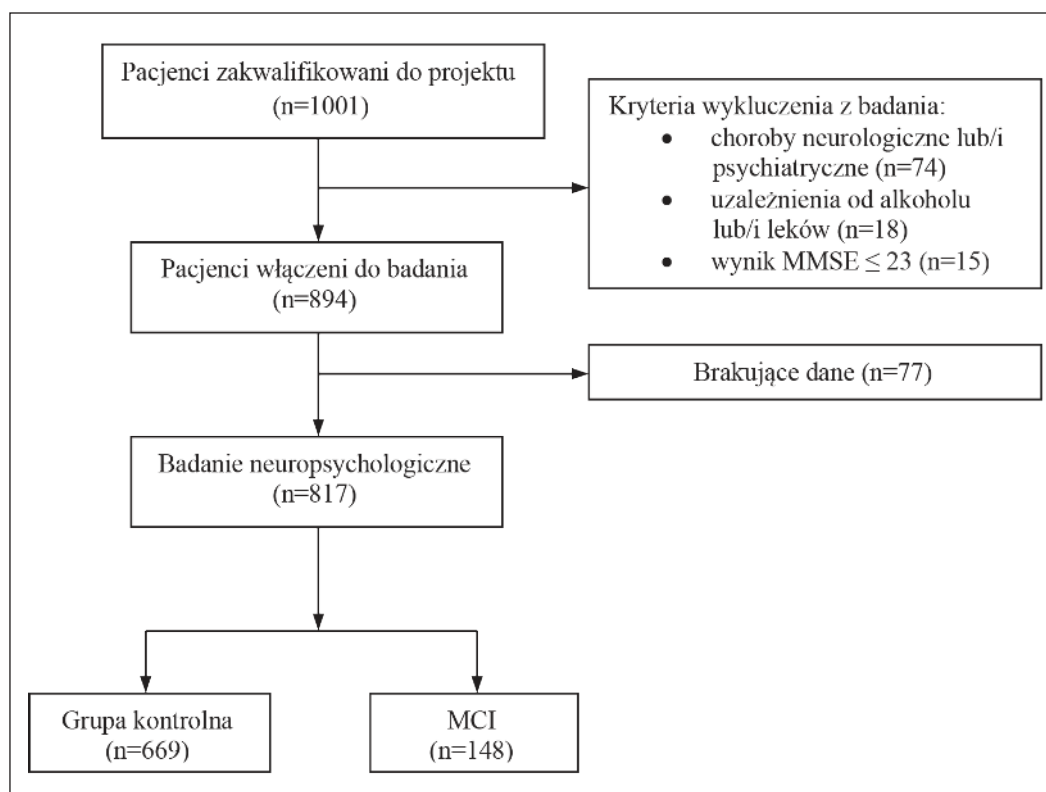 Pacjenci zakwalifikowani do projektu
(n=1001)
Kryteria wykluczenia z badania:
• choroby neurologiczne lub/i
psychiatryczne (n=74)
• uzależnienia od alkoholu
lub/i leków (n=18)
• wynik MMSE ≤ 23 (n=15)
Pacjenci włączeni do badania
(n=894)
Brakujące dane (n=77)
Badanie neuropsychologiczne
(n=817)
Grupa kontrolna
(n=669)
MCI
(n=148)